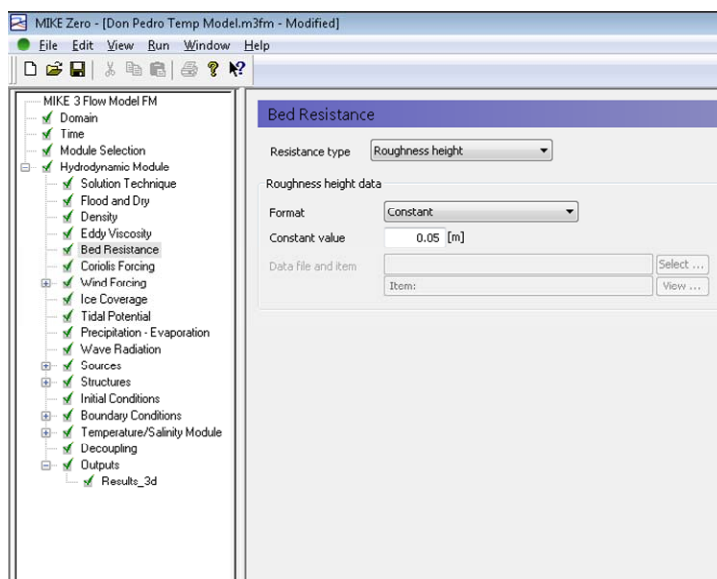 MIKE Zero - [Don Pedro Temp Model.m3fm - Modified]
File Edit View Run Window Help
MIKE 3 Flow Model FM
Domain
Time
Module Selection
Hydrodynamic Module
Solution Technique
Flood and Dry
Density
Eddy Viscosity
Bed Resistance
Coriolis Forcing
Wind Forcing
Ice Coverage
Tidal Potential
Precipitation - Evaporation
Wave Radiation
Sources
Structures
Initial Conditions
Boundary Conditions
Temperature/Salinity Module
Decoupling
Outputs
Results_3d
Bed Resistance
Resistance type Roughness height
Roughness height data
Format Constant
Constant value 0.05 [m]
Data file and item Select ...
Item: View ...